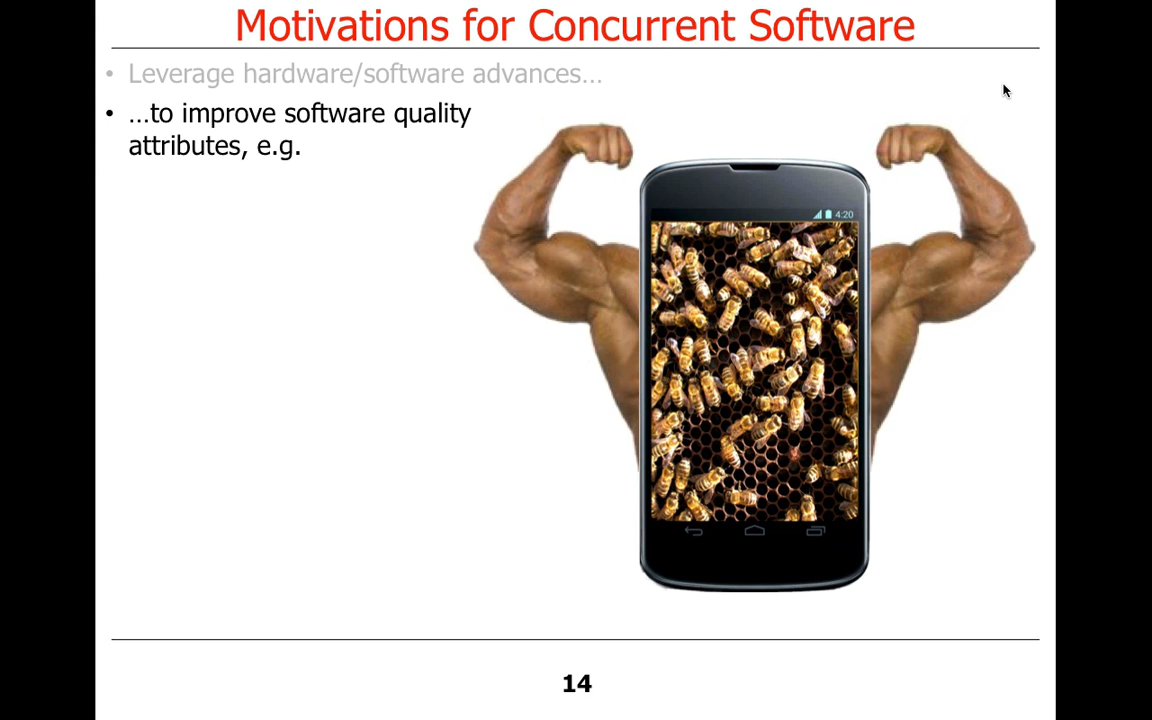 Motivations for Concurrent Software
• Leverage hardware/software advances…
• …to improve software quality
attributes, e.g.
4:20
14